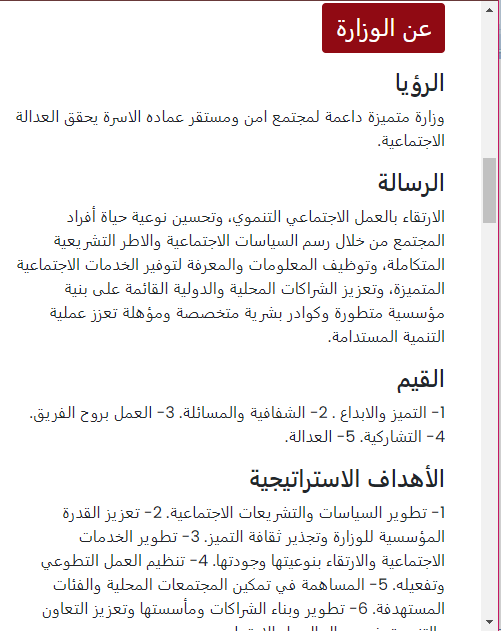 عن الوزارة
الرؤيا
وزارة متميزة داعمة لمجتمع امن ومستقر عماده الاسرة يحقق العدالة
الاجتماعية.
الرسالة
الارتقاء بالعمل الاجتماعي التنموي، وتحسين نوعية حياة أفراد
المجتمع من خلال رسم السياسات الاجتماعية والاطر التشريعية
المتكاملة، وتوظيف المعلومات والمعرفة لتوفير الخدمات الاجتماعية
المتميزة، وتعزيز الشراكات المحلية والدولية القائمة على بنية
مؤسسية متطورة وكوادر بشرية متخصصة ومؤهلة تعزز عملية
التنمية المستدامة.
القيم
1- التميز والابداع . 2- الشفافية والمسائلة. 3- العمل بروح الفريق.
4- التشاركية. 5- العدالة.
الأهداف الاستراتيجية
1- تطوير السياسات والتشريعات الاجتماعية. 2- تعزيز القدرة
المؤسسية للوزارة وتجذير ثقافة التميز. 3- تطوير الخدمات
الاجتماعية والارتقاء بنوعيتها وجودتها. 4- تنظيم العمل التطوعي
وتفعيله. 5- المساهمة في تمكين المجتمعات المحلية والفئات
المستهدفة. 6- تطوير وبناء الشراكات ومأسستها وتعزيز التعاون